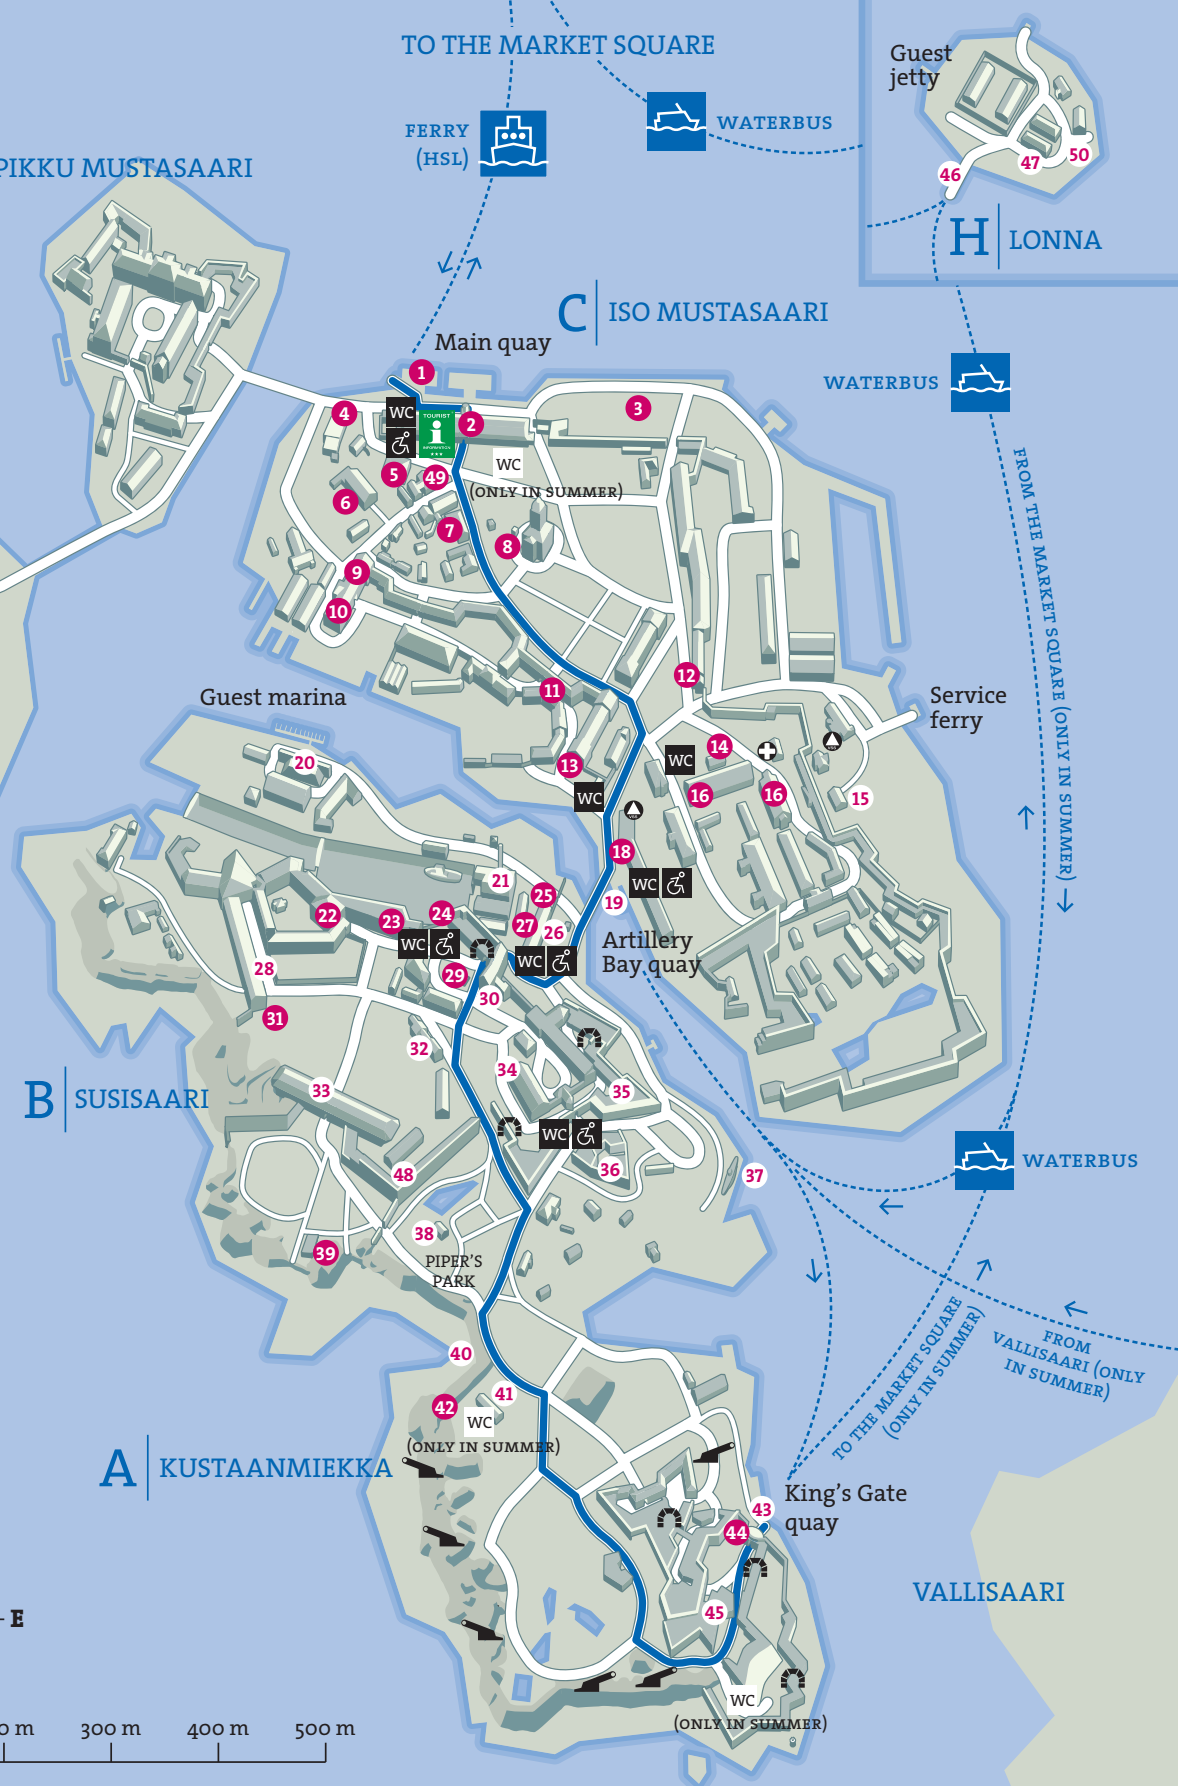 TO THE MARKET SQUARE
Guest
jetty
FERRY
(HSL)
WATERBUS
PIKKU MUSTASAARI
46
47
50
H LONNA
C ISO MUSTASAARI
Main quay
WATERBUS
1
2
3
4
WC
TOURIST
i
INFORMATION
5
49
WC
(ONLY IN SUMMER)
6
7
8
9
10
FROM THE MARKET SQUARE (ONLY IN SUMMER)
11
12
Guest marina
Service
ferry
13
14
WC
16
16
15
20
WC
18
WC
19
21
22
23
24
25
26
27
WC
WC
Artillery
Bay quay
28
29
30
31
32
33
34
35
B SUSISAARI
WC
36
37
WATERBUS
48
38
39
PIPER'S
PARK
TO THE MARKET SQUARE
(ONLY IN SUMMER)
FROM
VALLISAARI (ONLY
IN SUMMER)
40
41
42
WC
(ONLY IN SUMMER)
A KUSTAANMIEKKA
King's Gate
quay
43
44
45
VALLISAARI
E
WC
(ONLY IN SUMMER)
0 m 300 m 400 m 500 m